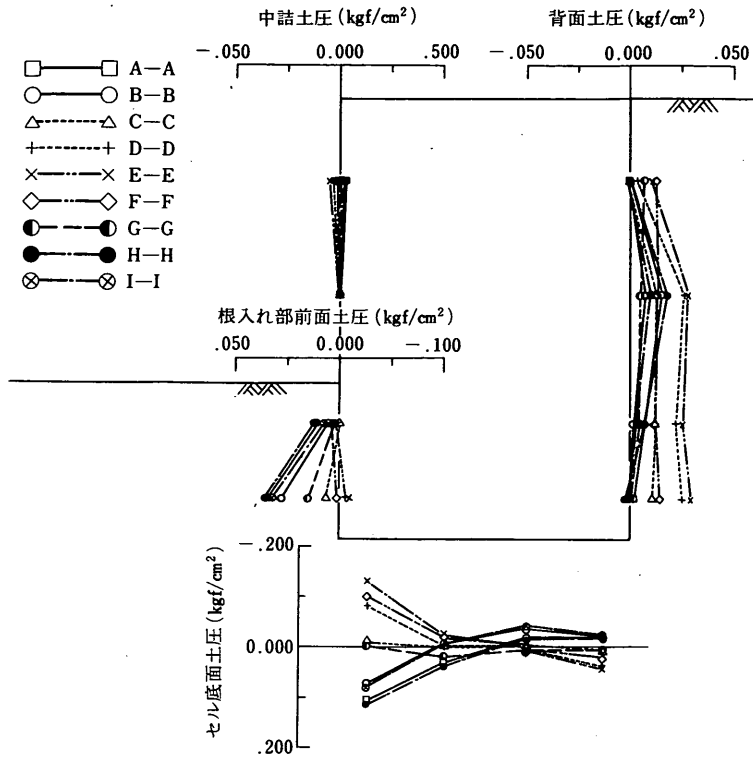 中詰土圧 (kgf/cm²)
-.050 0.000 .500
背面土圧 (kgf/cm²)
-.050 0.000 .050
A-A
B-B
C-C
D-D
E-E
F-F
G-G
H-H
I-I
根入れ部前面土圧 (kgf/cm²)
.050 0.000 -.100
セル底面土圧 (kgf/cm²)
-.200
0.000
.200